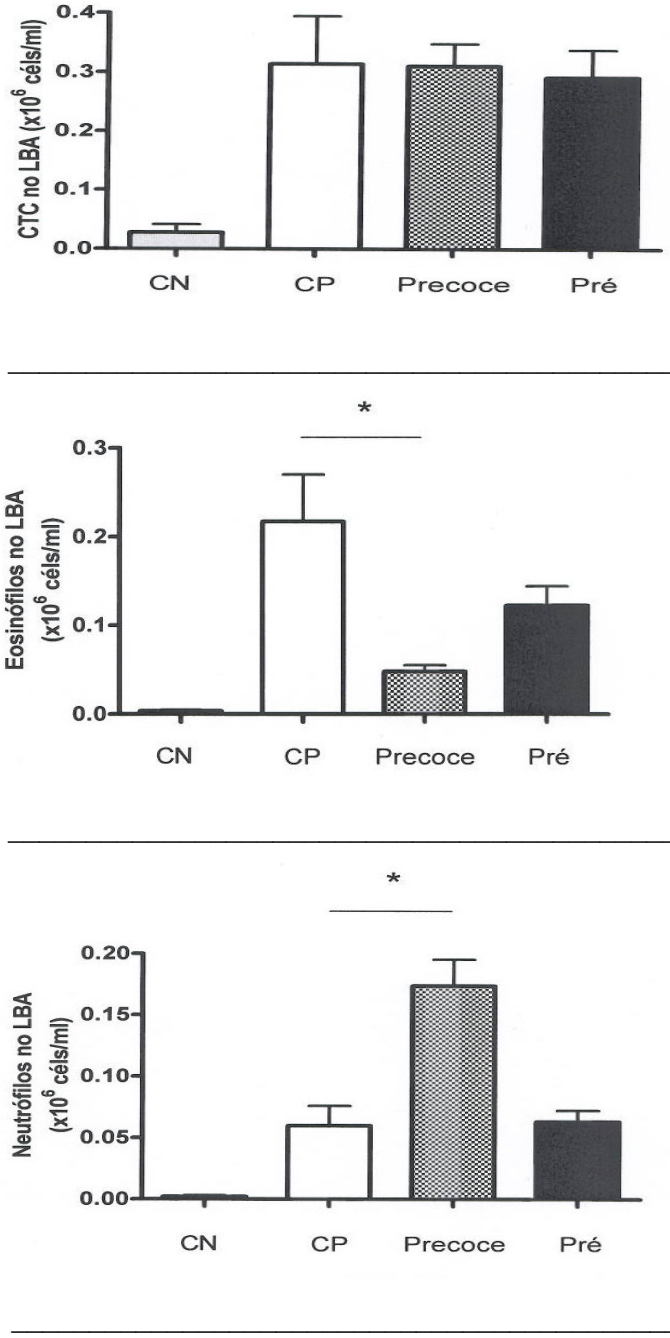 CTC no LBA (x10⁶ céls/ml)
0.4
0.3
0.2
0.1
0.0
CN CP Precoce Pré
*
Eosinófilos no LBA
(x10⁶ céls/ml)
0.3
0.2
0.1
0.0
CN CP Precoce Pré
*
Neutrófilos no LBA
(x10⁶ céls/ml)
0.20
0.15
0.10
0.05
0.00
CN CP Precoce Pré